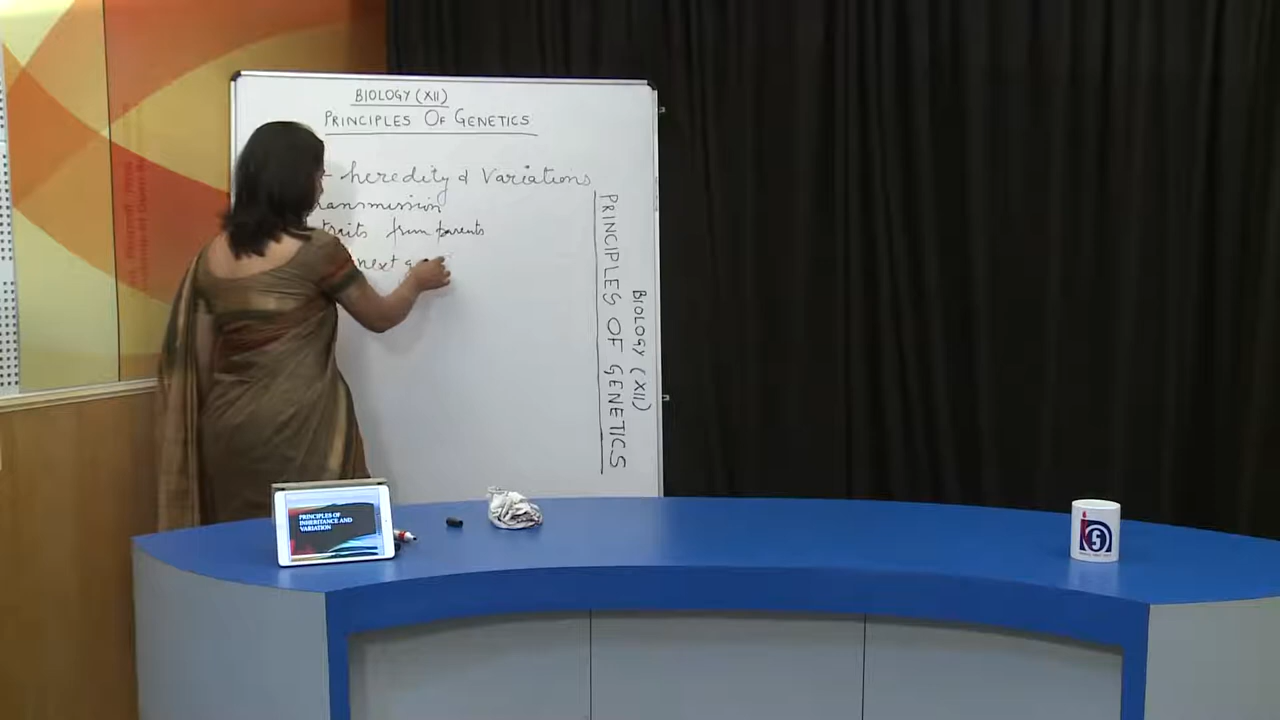 BIOLOGY (XII)
PRINCIPLES OF GENETICS
heredity & Variations
ransmission
traits from parents
next
PRINCIPLES OF GENETICS
BIOLOGY (XII)
PRINCIPLES OF
INHERITANCE AND
VARIATION